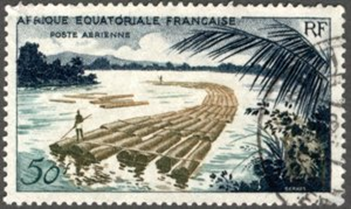 AFRIQUE EQUATORIALE FRANÇAISE RF
POSTE AERIENNE
50F